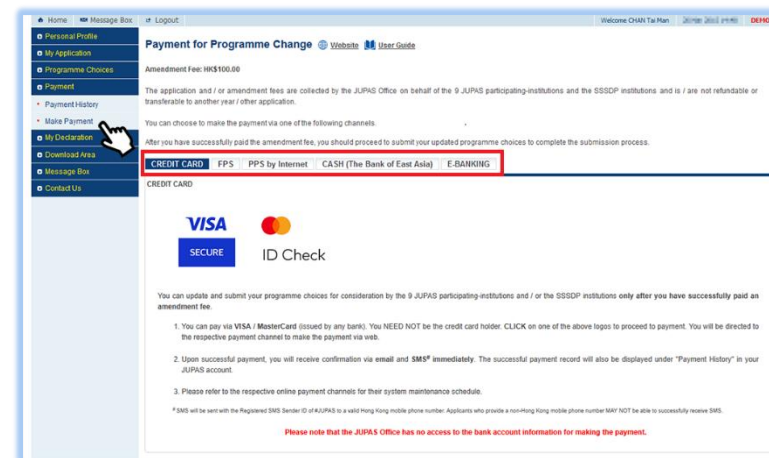 Home Message Box Logout Welcome CHAN Tai Man DEMO
Personal Profile
My Application
Programme Choices
Payment
Payment History
Make Payment
My Declaration
Download Area
Message Box
Contact Us
Payment for Programme Change Website User Guide
Amendment Fee: HK$100.00
The application and / or amendment fees are collected by the JUPAS Office on behalf of the 9 JUPAS participating-institutions and the SSSDP institutions and is / are not refundable or
transferable to another year / other application.
You can choose to make the payment via one of the following channels.
After you have successfully paid the amendment fee, you should proceed to submit your updated programme choices to complete the submission process.
CREDIT CARD FPS PPS by Internet CASH (The Bank of East Asia) E-BANKING
CREDIT CARD
VISA
SECURE
ID Check
You can update and submit your programme choices for consideration by the 9 JUPAS participating-institutions and / or the SSSDP institutions only after you have successfully paid an
amendment fee.
1. You can pay via VISA / MasterCard (issued by any bank). You NEED NOT be the credit card holder. CLICK on one of the above logos to proceed to payment. You will be directed to
the respective payment channel to make the payment via web.
2. Upon successful payment, you will receive confirmation via email and SMS# immediately. The successful payment record will also be displayed under "Payment History" in your
JUPAS account.
3. Please refer to the respective online payment channels for their system maintenance schedule.
# SMS will be sent with the Registered SMS Sender ID of #JUPAS to a valid Hong Kong mobile phone number. Applicants who provide a non-Hong Kong mobile phone number MAY NOT be able to successfully receive SMS.
Please note that the JUPAS Office has no access to the bank account information for making the payment.